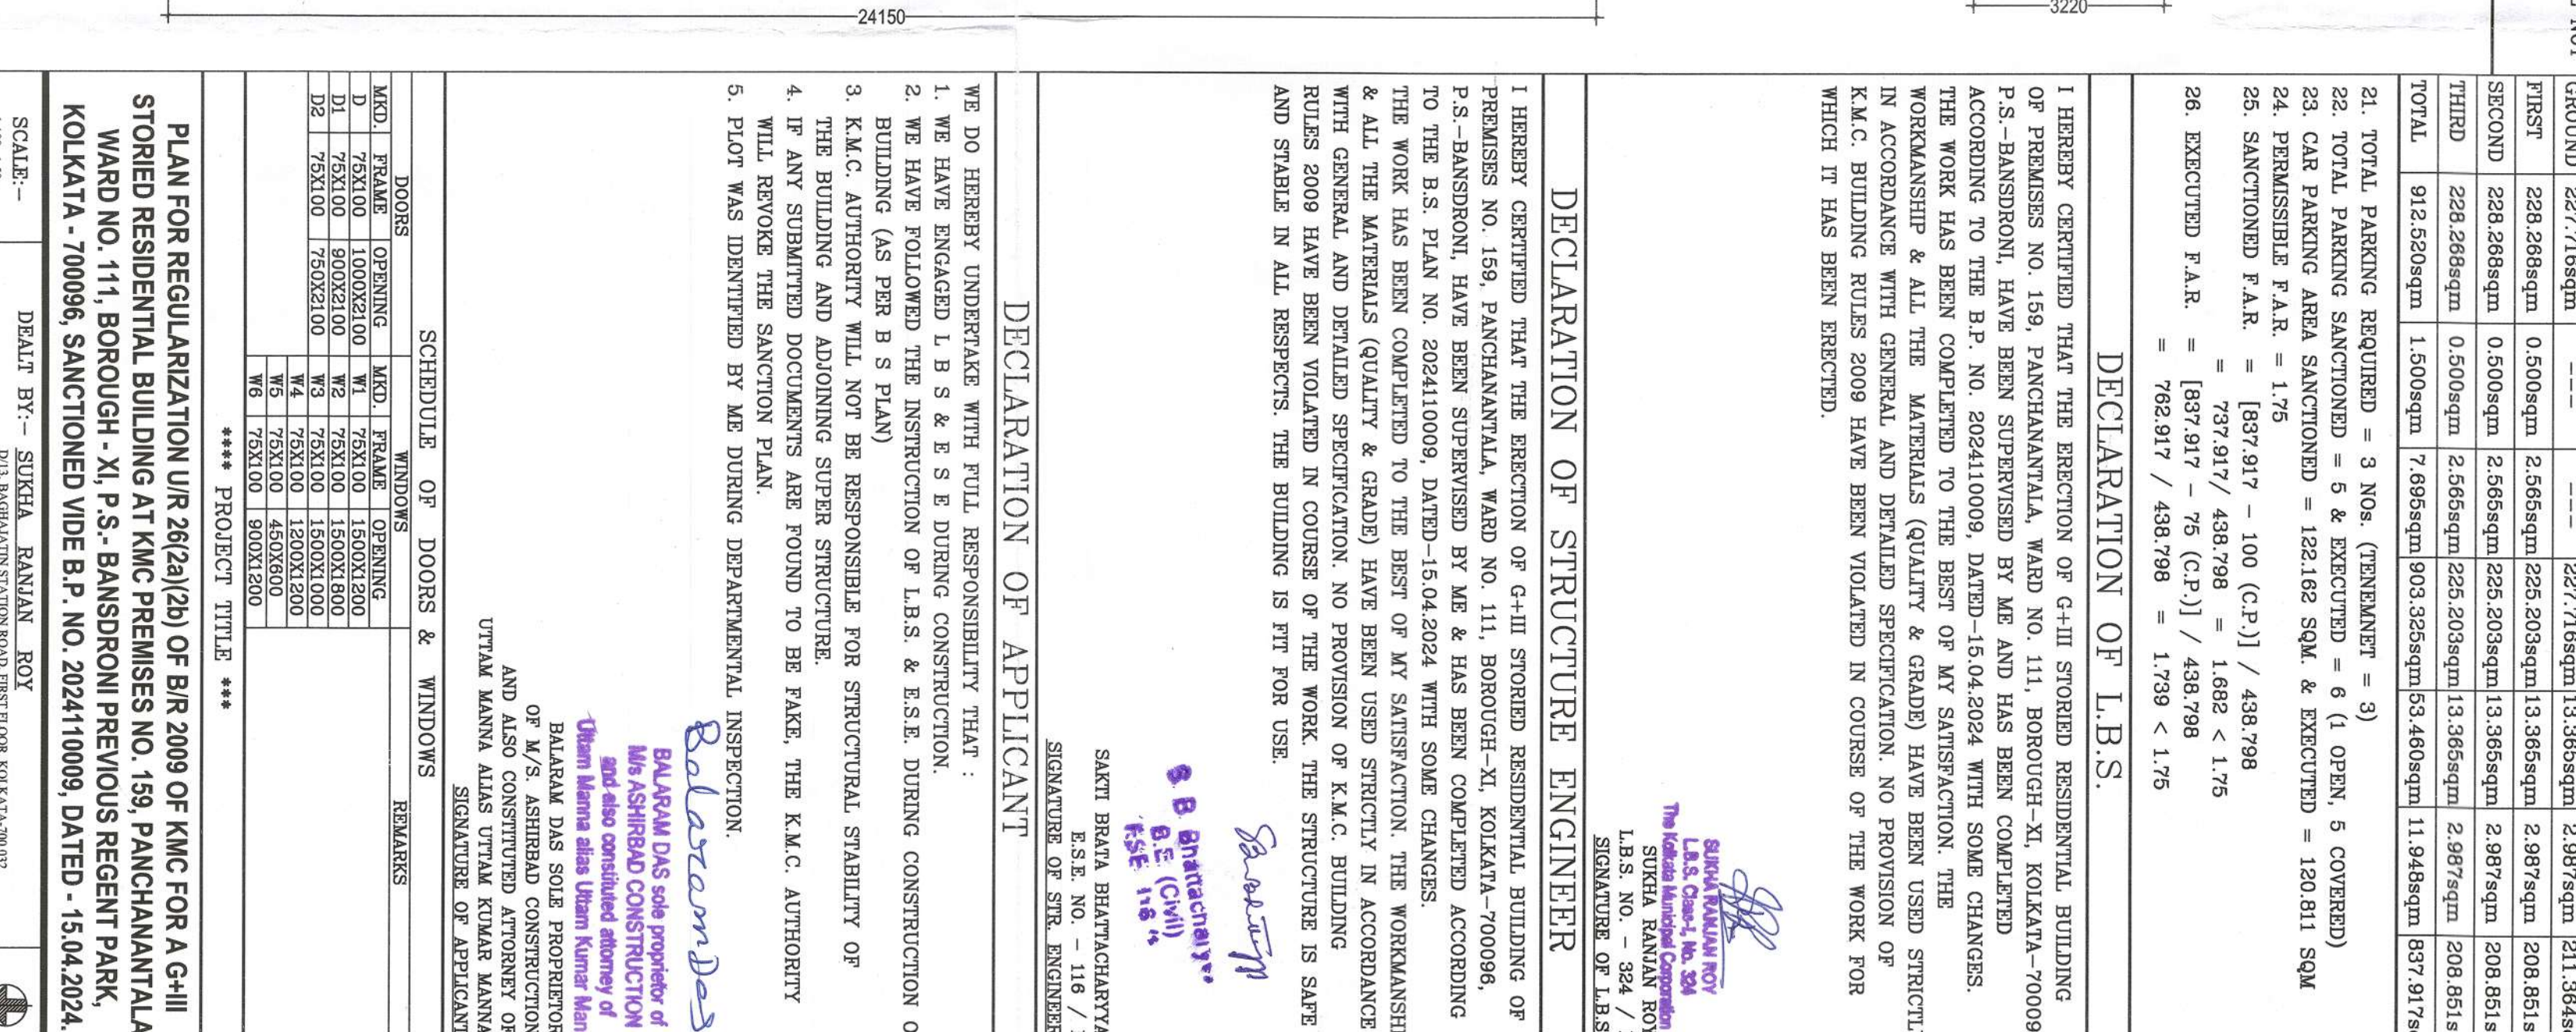 24150
3220
GROUND 227.716sqm --- --- 227.716sqm 13.365sqm 2.987sqm
FIRST 228.268sqm 0.500sqm 2.565sqm 225.203sqm 13.365sqm 2.987sqm 208.851s
SECOND 228.268sqm 0.500sqm 2.565sqm 225.203sqm 13.365sqm 2.987sqm 208.851s
THIRD 228.268sqm 0.500sqm 2.565sqm 225.203sqm 13.365sqm 2.987sqm 208.851s
TOTAL 912.520sqm 1.500sqm 7.695sqm 903.325sqm 53.460sqm 11.948sqm 837.917s
21. TOTAL PARKING REQUIRED = 3 NOs. (TENEMNET = 3)
22. TOTAL PARKING SANCTIONED = 5 & EXECUTED = 6 (1 OPEN, 5 COVERED)
23. CAR PARKING AREA SANCTIONED = 122.162 SQM. & EXECUTED = 120.811 SQM
24. PERMISSIBLE F.A.R. = 1.75
25. SANCTIONED F.A.R. = [837.917 - 100 (C.P.)] / 438.798
= 737.917/ 438.798 = 1.682 < 1.75
26. EXECUTED F.A.R. = [837.917 - 75 (C.P.)] / 438.798
= 762.917 / 438.798 = 1.739 < 1.75
DECLARATION OF L.B.S.
I HEREBY CERTIFIED THAT THE ERECTION OF G+III STORIED RESIDENTIAL BUILDING
OF PREMISES NO. 159, PANCHANANTALA, WARD NO. 111, BOROUGH-XI, KOLKATA-70009
P.S.-BANSDRONI, HAVE BEEN SUPERVISED BY ME AND HAS BEEN COMPLETED
ACCORDING TO THE B.P. NO. 2024110009, DATED-15.04.2024 WITH SOME CHANGES.
THE WORK HAS BEEN COMPLETED TO THE BEST OF MY SATISFACTION. THE
WORKMANSHIP & ALL THE MATERIALS (QUALITY & GRADE) HAVE BEEN USED STRICTL
IN ACCORDANCE WITH GENERAL AND DETAILED SPECIFICATION. NO PROVISION OF
K.M.C. BUILDING RULES 2009 HAVE BEEN VIOLATED IN COURSE OF THE WORK FOR
WHICH IT HAS BEEN ERECTED.
SUKHA RANJAN ROY
L.B.S. Class-I, No. 324
The Kolkata Municipal Corporation
SUKHA RANJAN ROY
L.B.S. NO. - 324 /
SIGNATURE OF L.B.S
DECLARATION OF STRUCTURE ENGINEER
I HEREBY CERTIFIED THAT THE ERECTION OF G+III STORIED RESIDENTIAL BUILDING OF
PREMISES NO. 159, PANCHANANTALA, WARD NO. 111, BOROUGH-XI, KOLKATA-700096,
P.S.-BANSDRONI, HAVE BEEN SUPERVISED BY ME & HAS BEEN COMPLETED ACCORDING
TO THE B.S. PLAN NO. 2024110009, DATED-15.04.2024 WITH SOME CHANGES.
THE WORK HAS BEEN COMPLETED TO THE BEST OF MY SATISFACTION. THE WORKMANSHI
& ALL THE MATERIALS (QUALITY & GRADE) HAVE BEEN USED STRICTLY IN ACCORDANCE
WITH GENERAL AND DETAILED SPECIFICATION. NO PROVISION OF K.M.C. BUILDING
RULES 2009 HAVE BEEN VIOLATED IN COURSE OF THE WORK. THE STRUCTURE IS SAFE
AND STABLE IN ALL RESPECTS. THE BUILDING IS FIT FOR USE.
B.E (Civil)
SAKTI BRATA BHATTACHARYYA
E.S.E. NO. - 116 /
SIGNATURE OF STR. ENGINEER
DECLARATION OF APPLICANT
WE DO HEREBY UNDERTAKE WITH FULL RESPONSIBILITY THAT :
1. WE HAVE ENGAGED L B S & E S E DURING CONSTRUCTION.
2. WE HAVE FOLLOWED THE INSTRUCTION OF L.B.S. & E.S.E. DURING CONSTRUCTION O
BUILDING (AS PER B S PLAN)
3. K.M.C. AUTHORITY WILL NOT BE RESPONSIBLE FOR STRUCTURAL STABILITY OF
THE BUILDING AND ADJOINING SUPER STRUCTURE.
4. IF ANY SUBMITTED DOCUMENTS ARE FOUND TO BE FAKE, THE K.M.C. AUTHORITY
WILL REVOKE THE SANCTION PLAN.
5. PLOT WAS IDENTIFIED BY ME DURING DEPARTMENTAL INSPECTION.
Balaram Das
BALARAM DAS sole proprietor of
M/s ASHIRBAD CONSTRUCTION
and also constituted attorney of
Uttam Manna alias Uttam Kumar Man
BALARAM DAS SOLE PROPRIETOR
OF M/S. ASHIRBAD CONSTRUCTION
AND ALSO CONSTITUTED ATTORNEY OF
UTTAM MANNA ALIAS UTTAM KUMAR MANNA
SIGNATURE OF APPLICANT
SCHEDULE OF DOORS & WINDOWS
DOORS WINDOWS REMARKS
MKD. FRAME OPENING MKD. FRAME OPENING
D 75X100 1000X2100 W1 75X100 1500X1200
D1 75X100 900X2100 W2 75X100 1500X1800
D2 75X100 750X2100 W3 75X100 1500X1000
W4 75X100 1200X1200
W5 75X100 450X600
W6 75X100 900X1200
**** PROJECT TITLE ***
PLAN FOR REGULARIZATION U/R 26(2a)(2b) OF B/R 2009 OF KMC FOR A G+III
STORIED RESIDENTIAL BUILDING AT KMC PREMISES NO. 159, PANCHANANTALA
WARD NO. 111, BOROUGH - XI, P.S.- BANSDRONI PREVIOUS REGENT PARK,
KOLKATA - 700096, SANCTIONED VIDE B.P. NO. 2024110009, DATED - 15.04.2024.
SCALE:- DEALT BY:- SUKHA RANJAN ROY
D/13, BAGHAJATIN STATION ROAD, FIRST FLOOR, KOLKATA-700 032